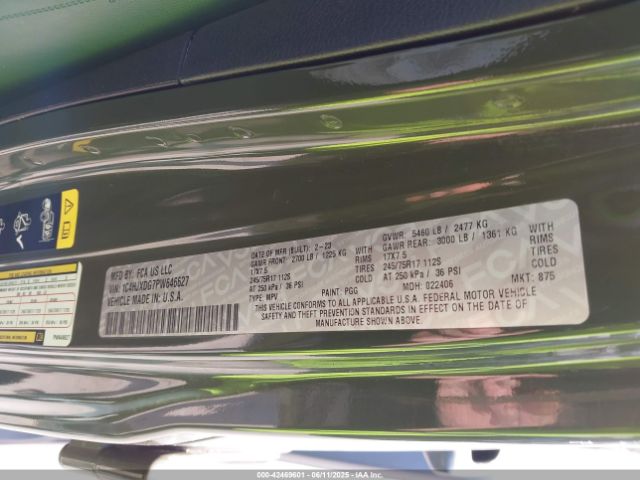 MFD BY: FCA US LLC
VIN: 1C4HJXDG7PW646627
VEHICLE MADE IN U.S.A.
DATE OF MFR (BUILT): 2-23
GAWR FRONT: 2700 LB / 1225 KG WITH
17X7.5 RIMS
245/75R17 112S TIRES
AT 250 kPa / 36 PSI COLD
GVWR: 5460 LB / 2477 KG
GAWR REAR: 3000 LB / 1361 KG WITH
17X7.5 RIMS
245/75R17 112S TIRES
AT 250 kPa / 36 PSI COLD
TYPE: MPV PAINT: PGG MDH: 022406 MKT: 875
THIS VEHICLE CONFORMS TO ALL APPLICABLE U.S.A. FEDERAL MOTOR VEHICLE
SAFETY, BUMPER, AND THEFT PREVENTION STANDARDS IN EFFECT ON THE DATE OF
MANUFACTURE SHOWN ABOVE.
000-42469601 - 06/11/2025 - IAAI.COM